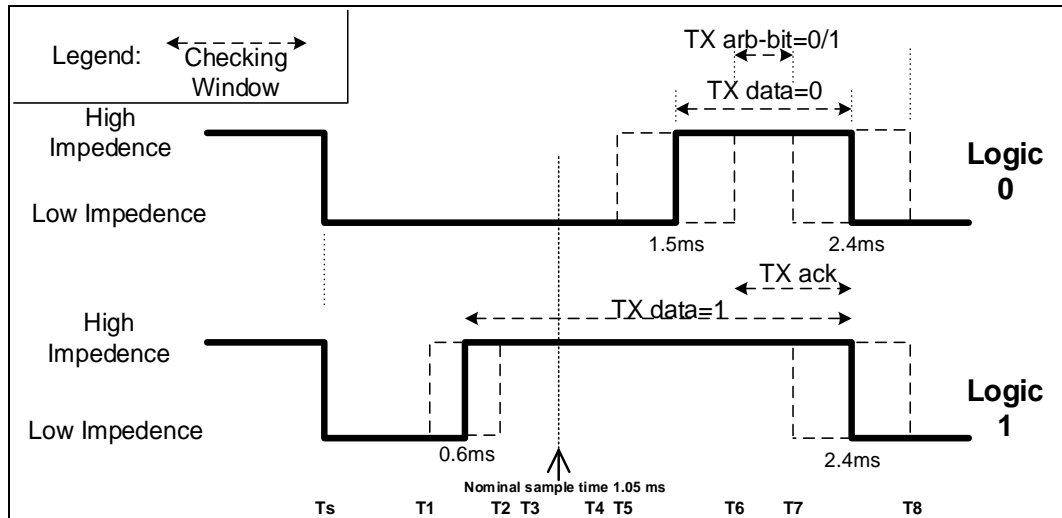 Legend:
Checking
Window
TX arb-bit=0/1
TX data=0
High
Impedence
Low Impedence
Logic
0
1.5ms
2.4ms
TX ack
TX data=1
High
Impedence
Low Impedence
Logic
1
0.6ms
2.4ms
Nominal sample time 1.05 ms
Ts T1 T2 T3 T4 T5 T6 T7 T8